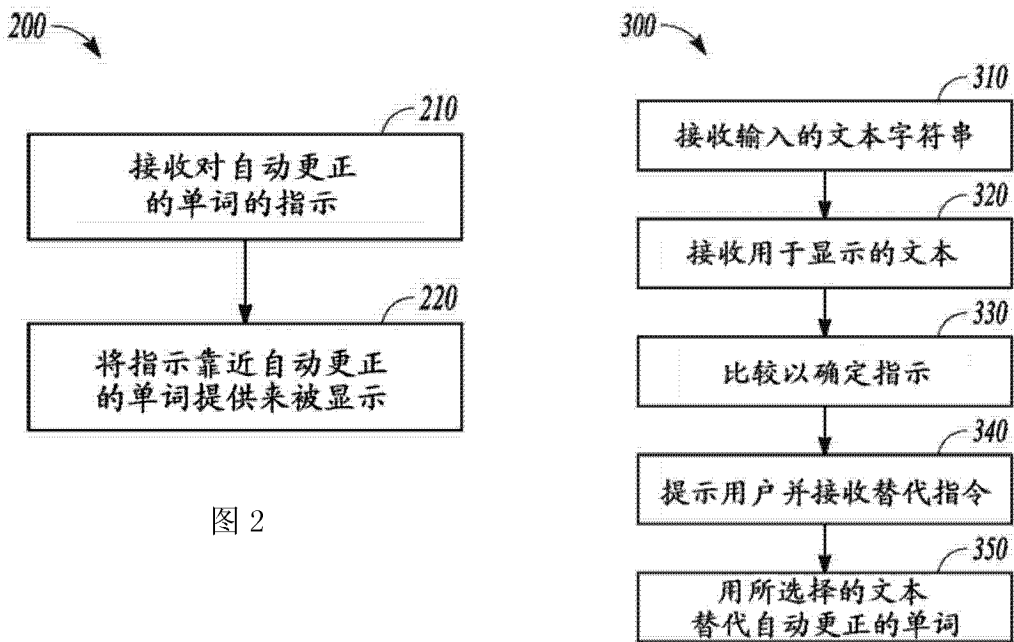 200
210
接收对自动更正
的单词的指示
220
将指示靠近自动更正
的单词提供来被显示
图 2
300
310
接收输入的文本字符串
320
接收用于显示的文本
330
比较以确定指示
340
提示用户并接收替代指令
350
用所选择的文本
替代自动更正的单词